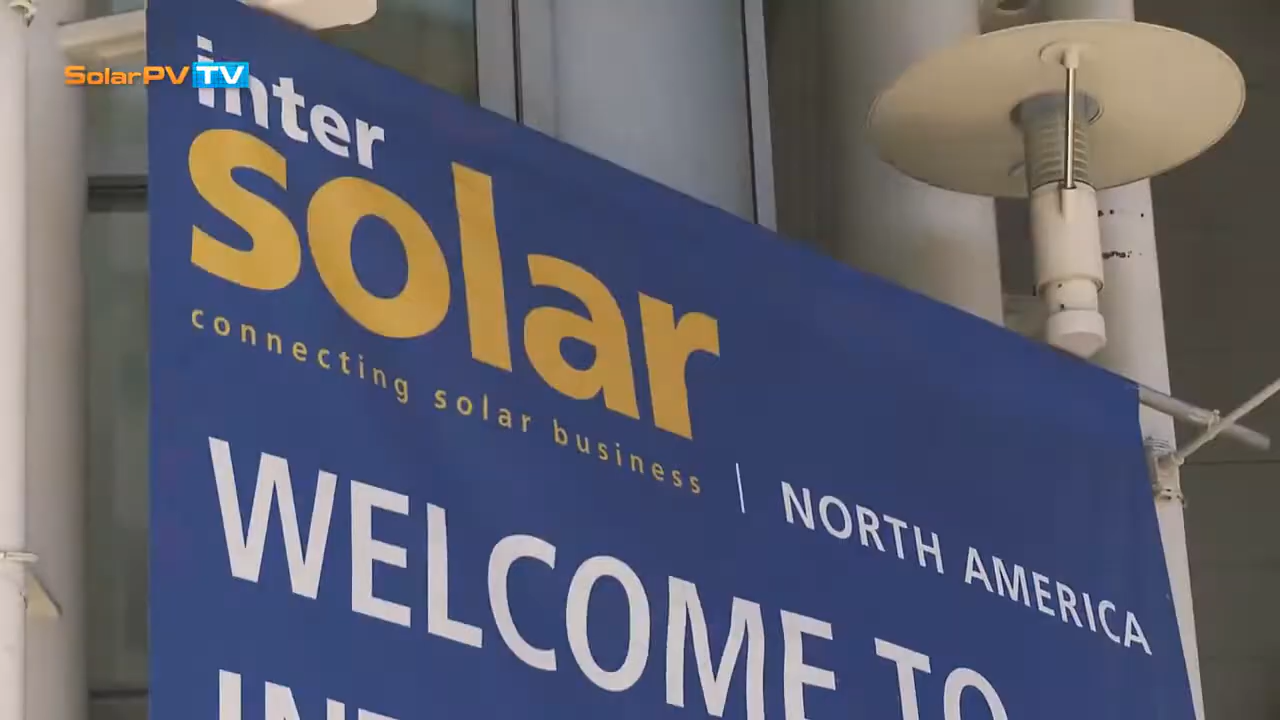 SolarPVTV
inter
solar
connecting solar business
| NORTH AMERICA
WELCOME TO